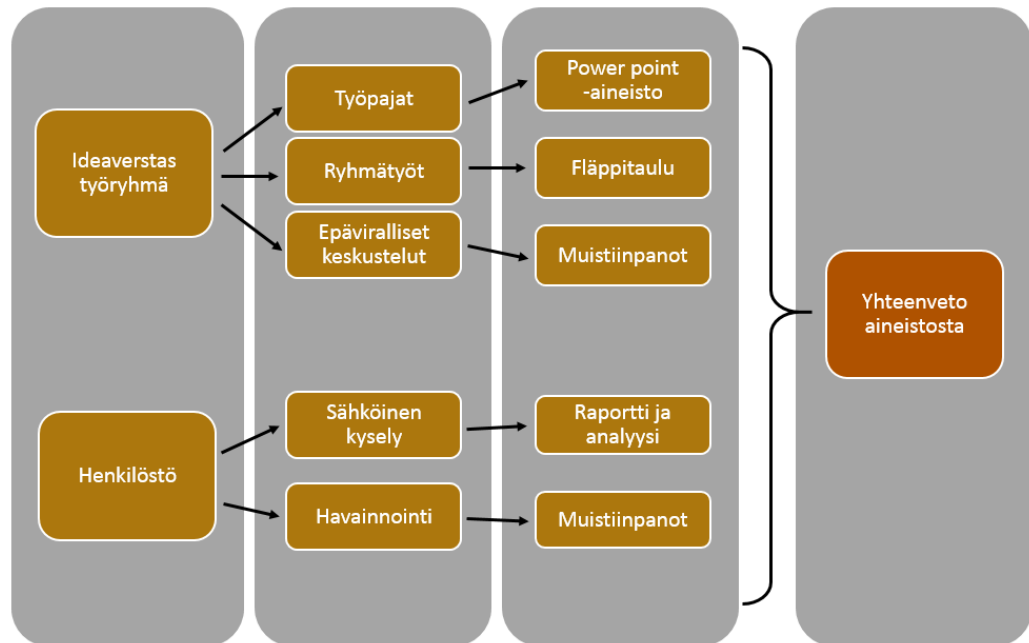 Ideaverstas
työryhmä
Työpajat
Power point
-aineisto
Ryhmätyöt
Fläppitaulu
Epäviralliset
keskustelut
Muistiinpanot
Henkilöstö
Sähköinen
kysely
Raportti ja
analyysi
Havainnointi
Muistiinpanot
Yhteenveto
aineistosta